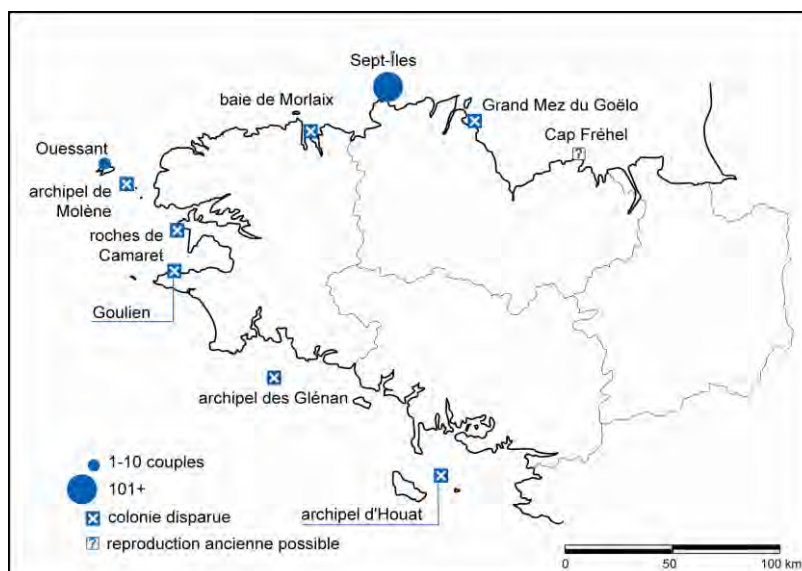 Sept-Îles
baie de Morlaix
Grand Mez du Goëlo
Cap Fréhel
?
Ouessant
archipel de
Molène
roches de
Camaret
Goulien
archipel des Glénan
1-10 couples
101+
colonie disparue
archipel d'Houat
? reproduction ancienne possible
0 50 100 km